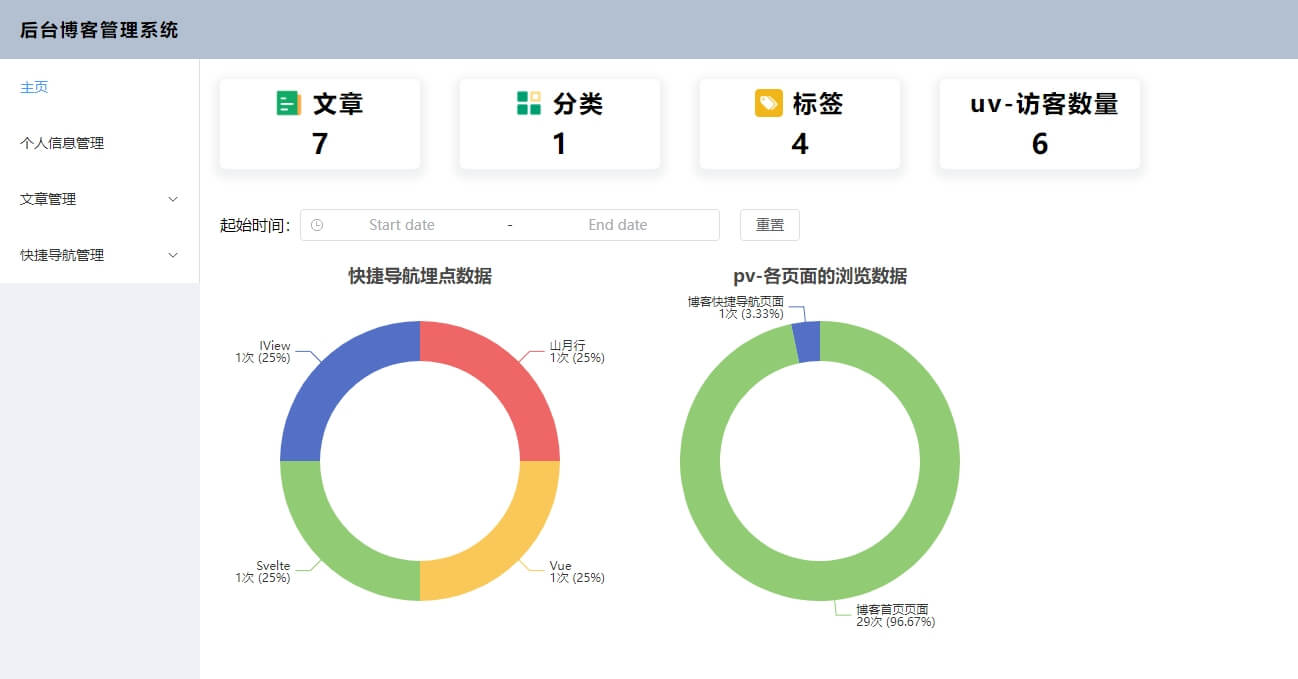 后台博客管理系统
主页
个人信息管理
文章管理
快捷导航管理
文章
7
分类
1
标签
4
uv-访客数量
6
起始时间：
Start date - End date
重置
快捷导航埋点数据
IView
1次 (25%)
山月行
1次 (25%)
Svelte
1次 (25%)
Vue
1次 (25%)
pv-各页面的浏览数据
博客快捷导航页面
1次 (3.33%)
博客首页页面
29次 (96.67%)